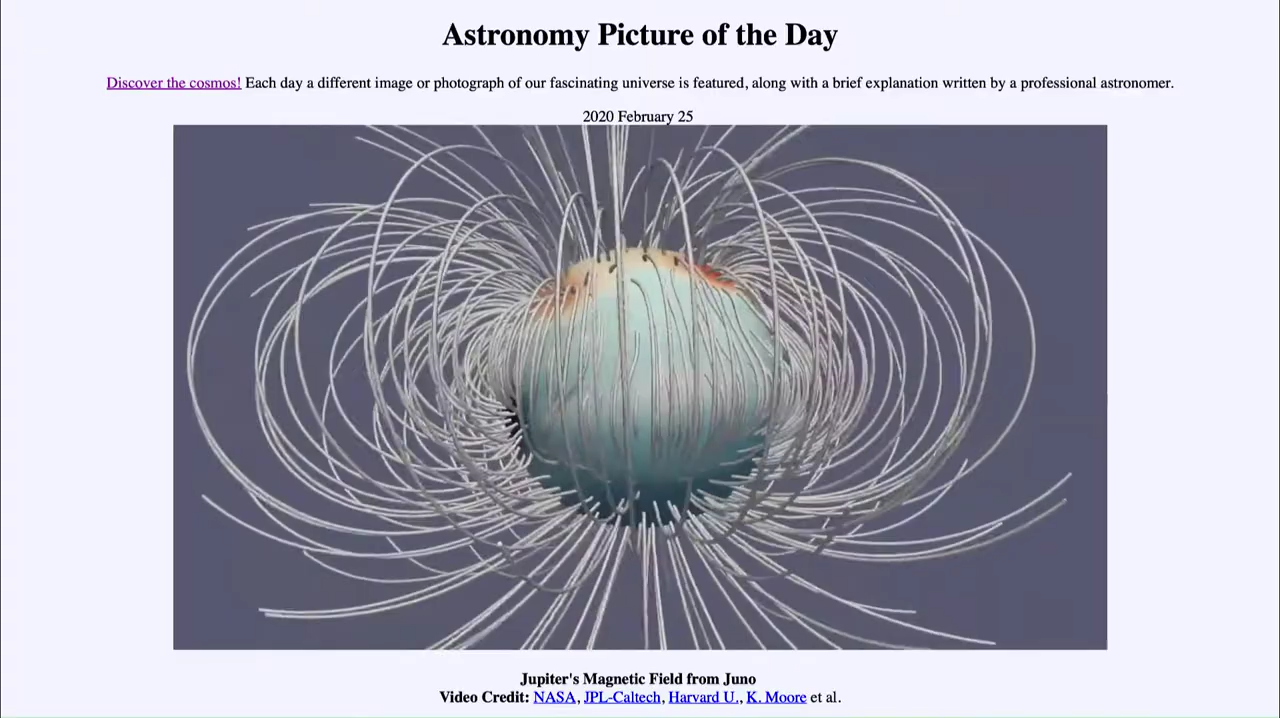 Astronomy Picture of the Day
Discover the cosmos! Each day a different image or photograph of our fascinating universe is featured, along with a brief explanation written by a professional astronomer.
2020 February 25
Jupiter's Magnetic Field from Juno
Video Credit: NASA, JPL-Caltech, Harvard U., K. Moore et al.